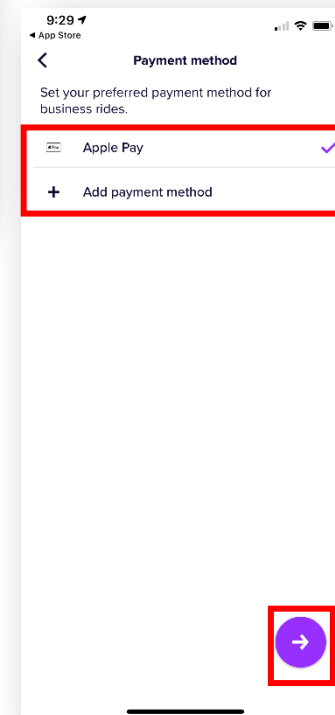 9:29
App Store
Payment method
Set your preferred payment method for
business rides.
Apple Pay
Add payment method